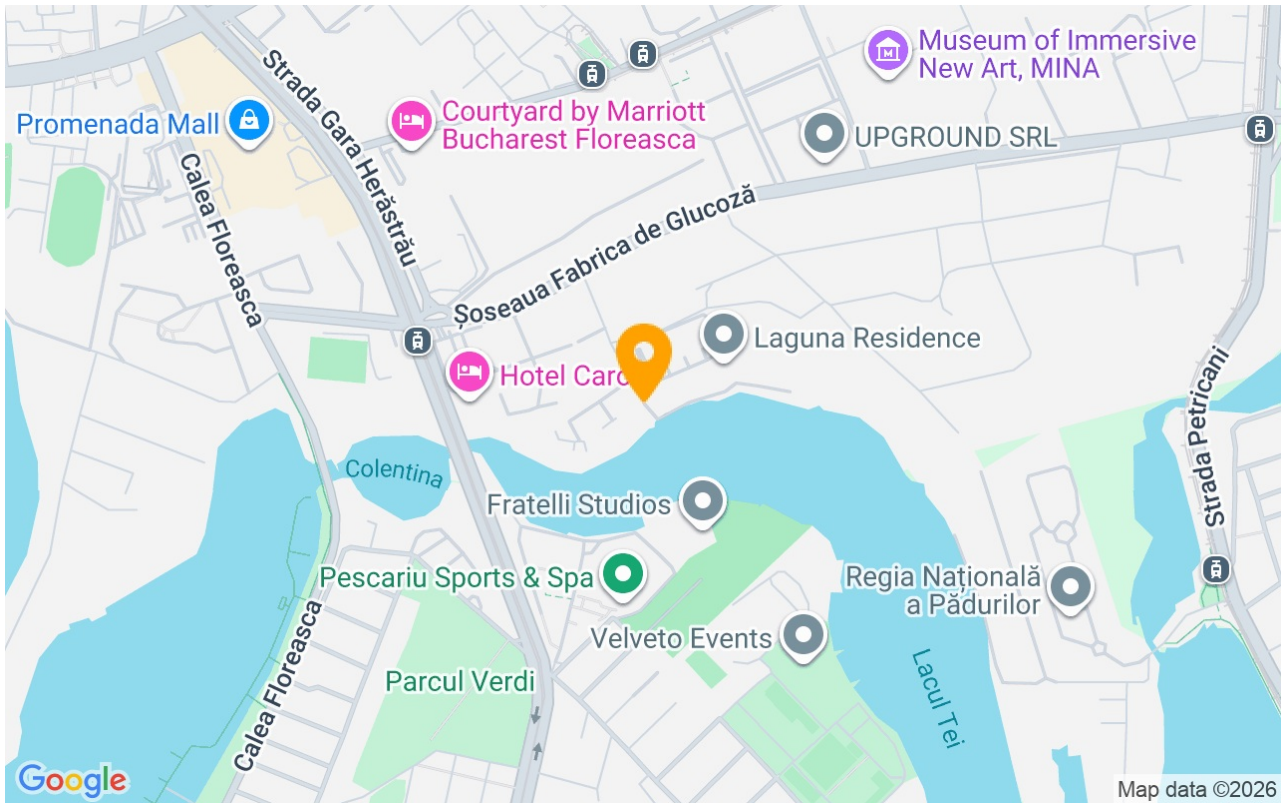 Museum of Immersive
New Art, MINA
Strada Gara Herăstrău
Courtyard by Marriott
Bucharest Floreasca
Promenada Mall
UPGROUND SRL
Calea Floreasca
Șoseaua Fabrica de Glucoză
Laguna Residence
Hotel Caro
Strada Petricani
Colentina
Fratelli Studios
Pescariu Sports & Spa
Regia Națională
a Pădurilor
Velveto Events
Calea Floreasca
Parcul Verdi
Lacul Tei
Google
Map data ©2026